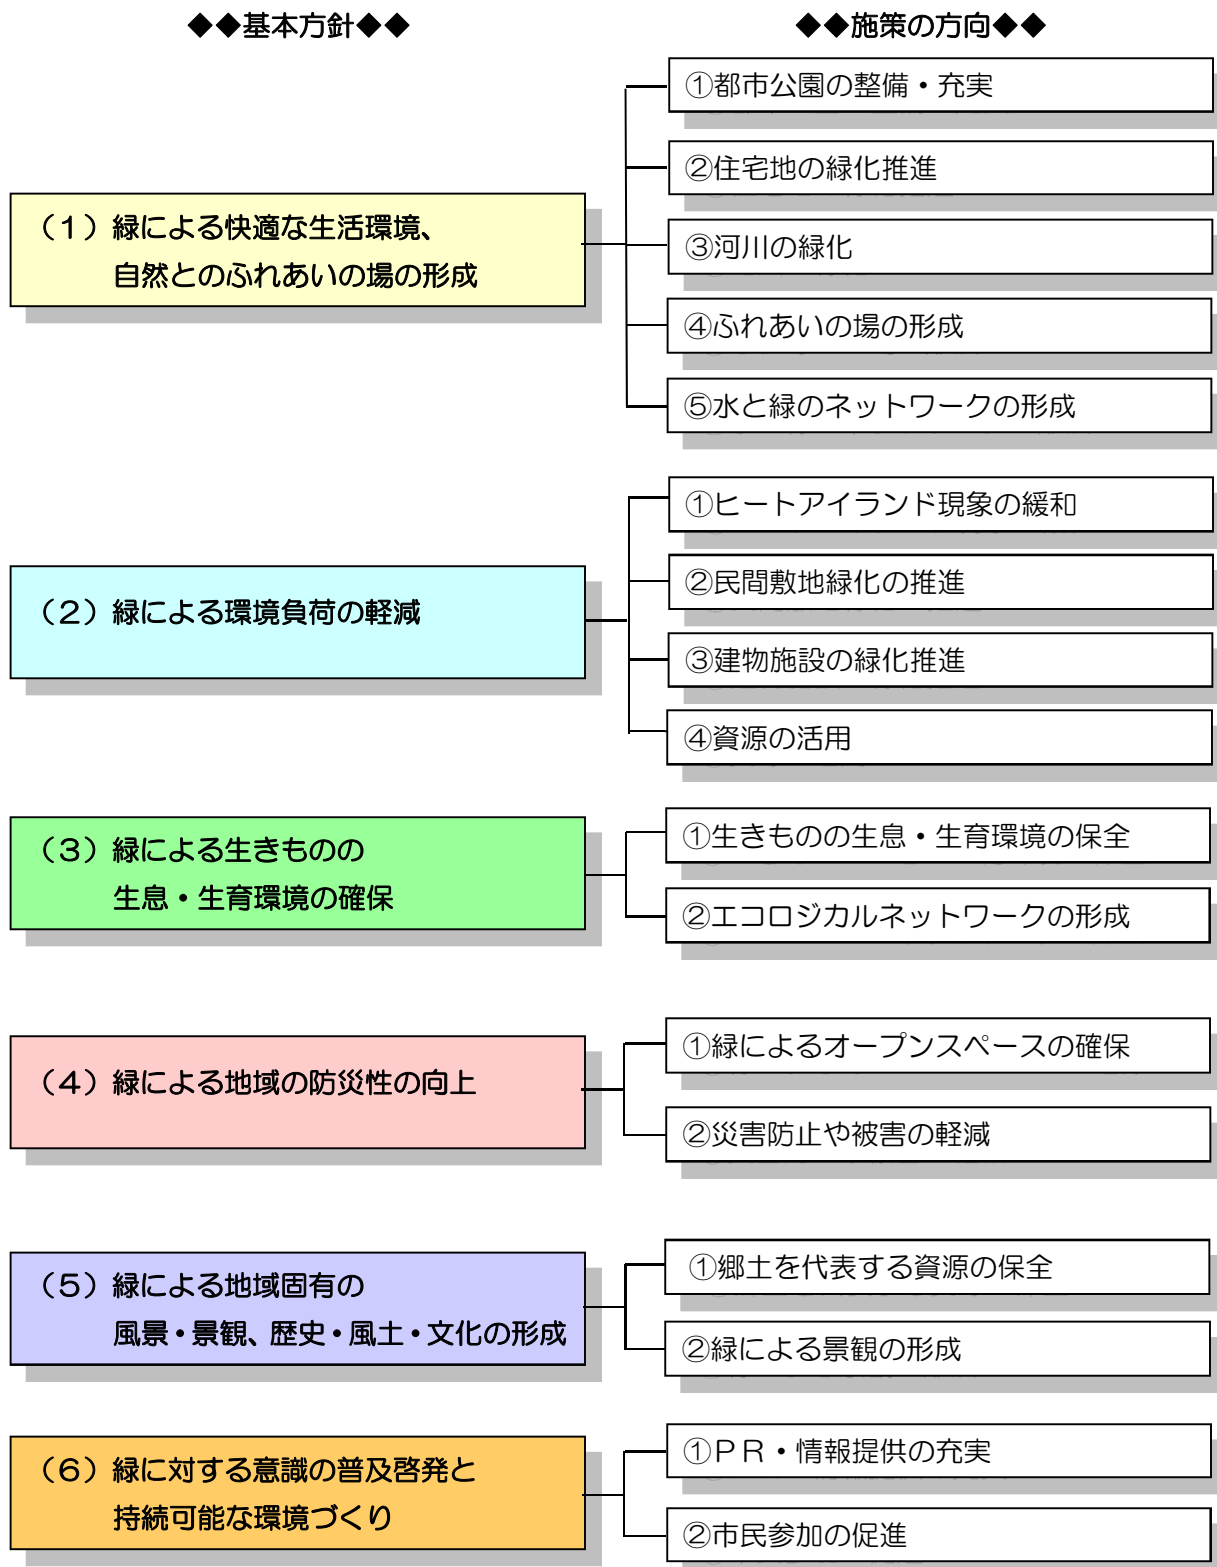 ◆◆基本方針◆◆
◆◆施策の方向◆◆
（１）緑による快適な生活環境、
自然とのふれあいの場の形成
①都市公園の整備・充実
②住宅地の緑化推進
③河川の緑化
④ふれあいの場の形成
⑤水と緑のネットワークの形成
（２）緑による環境負荷の軽減
①ヒートアイランド現象の緩和
②民間敷地緑化の推進
③建物施設の緑化推進
④資源の活用
（３）緑による生きものの
生息・生育環境の確保
①生きものの生息・生育環境の保全
②エコロジカルネットワークの形成
（４）緑による地域の防災性の向上
①緑によるオープンスペースの確保
②災害防止や被害の軽減
（５）緑による地域固有の
風景・景観、歴史・風土・文化の形成
①郷土を代表する資源の保全
②緑による景観の形成
（６）緑に対する意識の普及啓発と
持続可能な環境づくり
①ＰＲ・情報提供の充実
②市民参加の促進